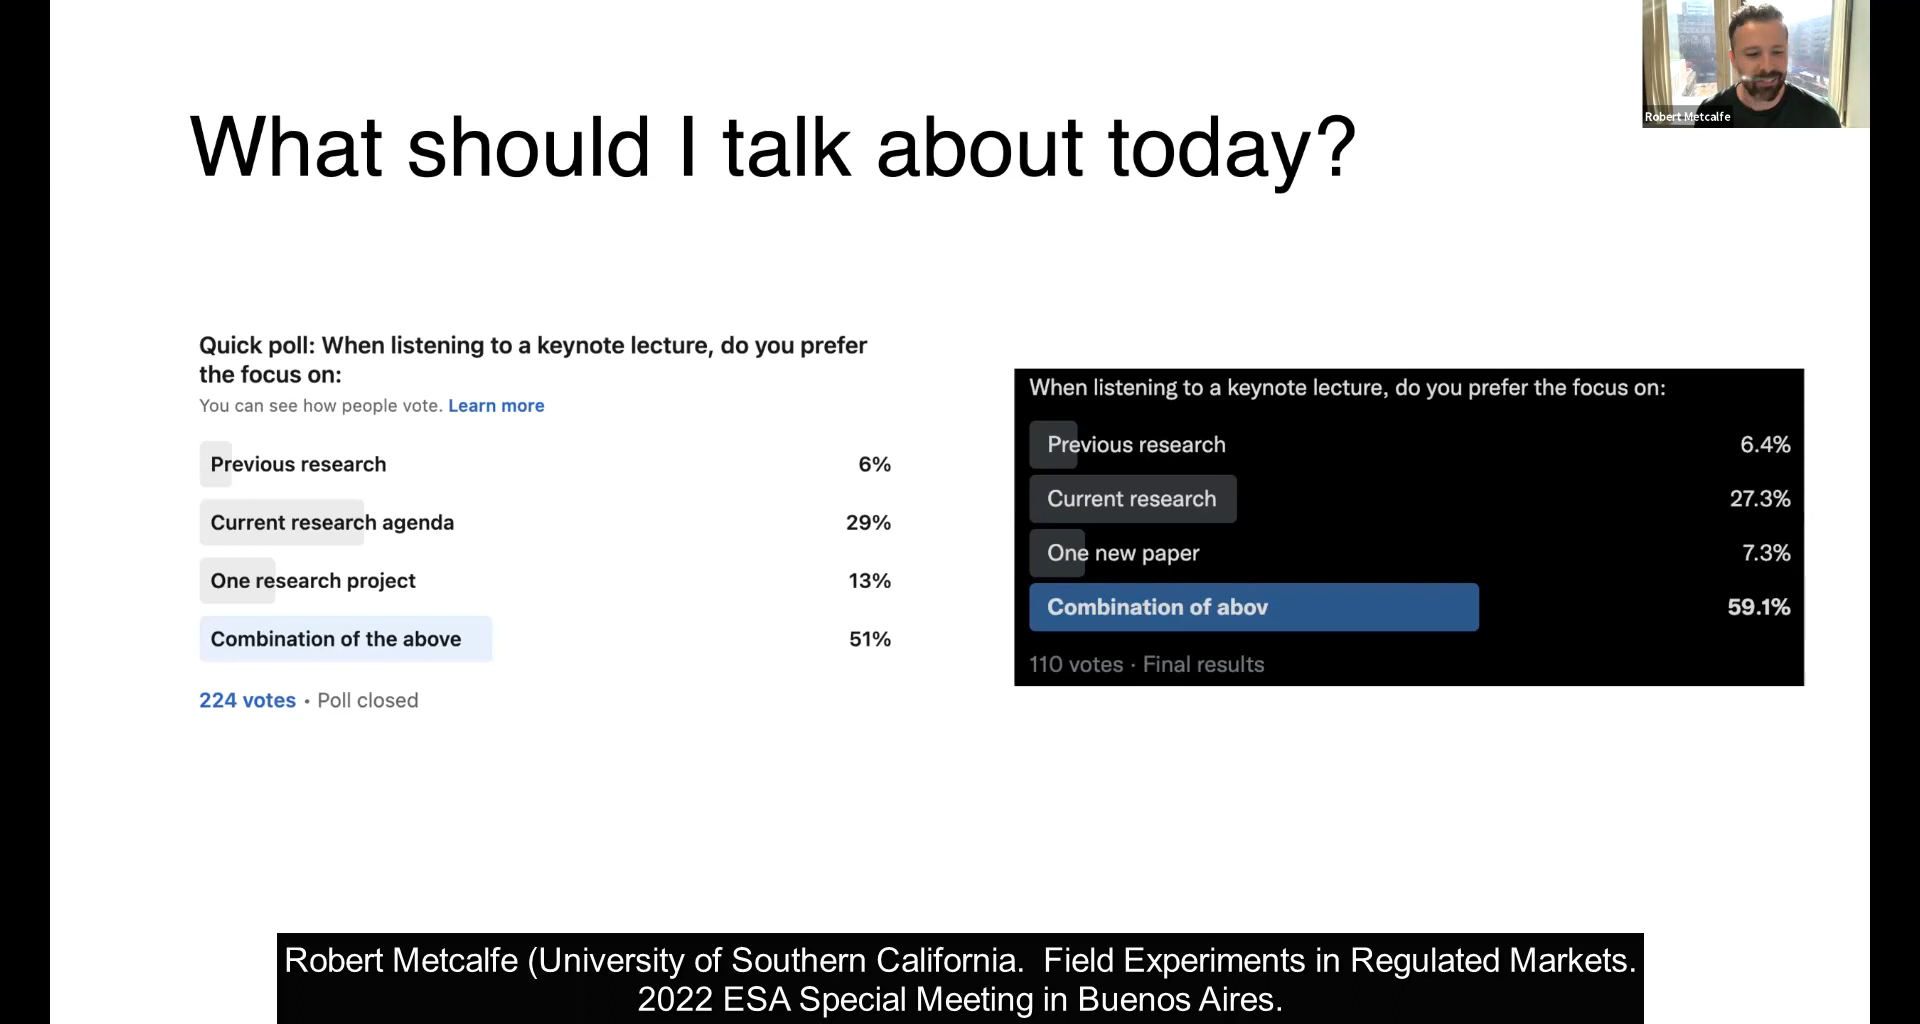 Robert Metcalfe
What should I talk about today?
Quick poll: When listening to a keynote lecture, do you prefer
the focus on:
You can see how people vote. Learn more
Previous research 6%
Current research agenda 29%
One research project 13%
Combination of the above 51%
224 votes • Poll closed
When listening to a keynote lecture, do you prefer the focus on:
Previous research 6.4%
Current research 27.3%
One new paper 7.3%
Combination of abov 59.1%
110 votes · Final results
Robert Metcalfe (University of Southern California. Field Experiments in Regulated Markets.
2022 ESA Special Meeting in Buenos Aires.